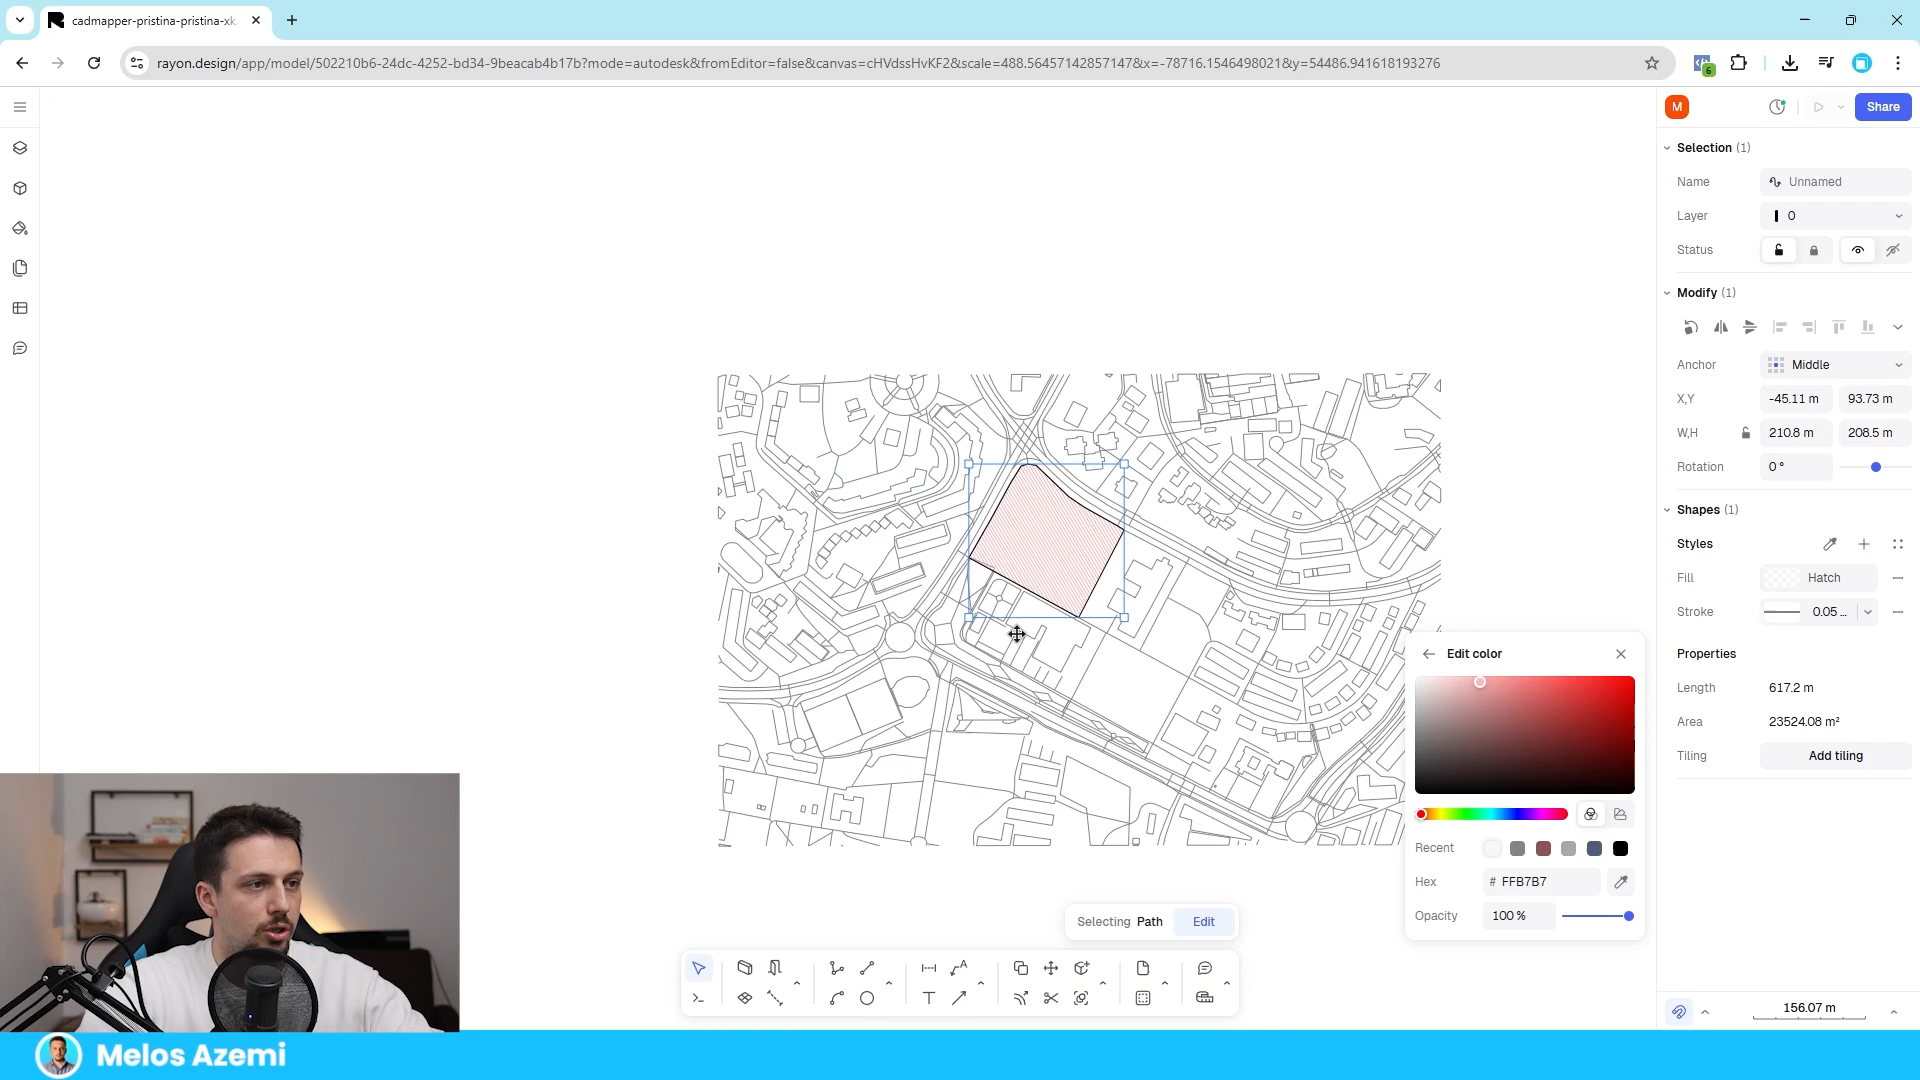 cadmapper-pristina-pristina-xk
rayon.design/app/model/502210b6-24dc-4252-bd34-9beacab4b17b?mode=autodesk&fromEditor=false&canvas=cHVdssHvKF2&scale=488.56457142857147&x=-78716.1546498021&y=54486.941618193276
6
M
Share
Selection (1)
Name Unnamed
Layer 0
Status
Modify (1)
Anchor Middle
X,Y -45.11 m 93.73 m
W,H 210.8 m 208.5 m
Rotation 0 °
Shapes (1)
Styles
Fill Hatch
Stroke 0.05 ...
Properties
Length 617.2 m
Area 23524.08 m²
Tiling Add tiling
Edit color
Recent
Hex # FFB7B7
Opacity 100 %
Selecting Path Edit
156.07 m
Melos Azemi